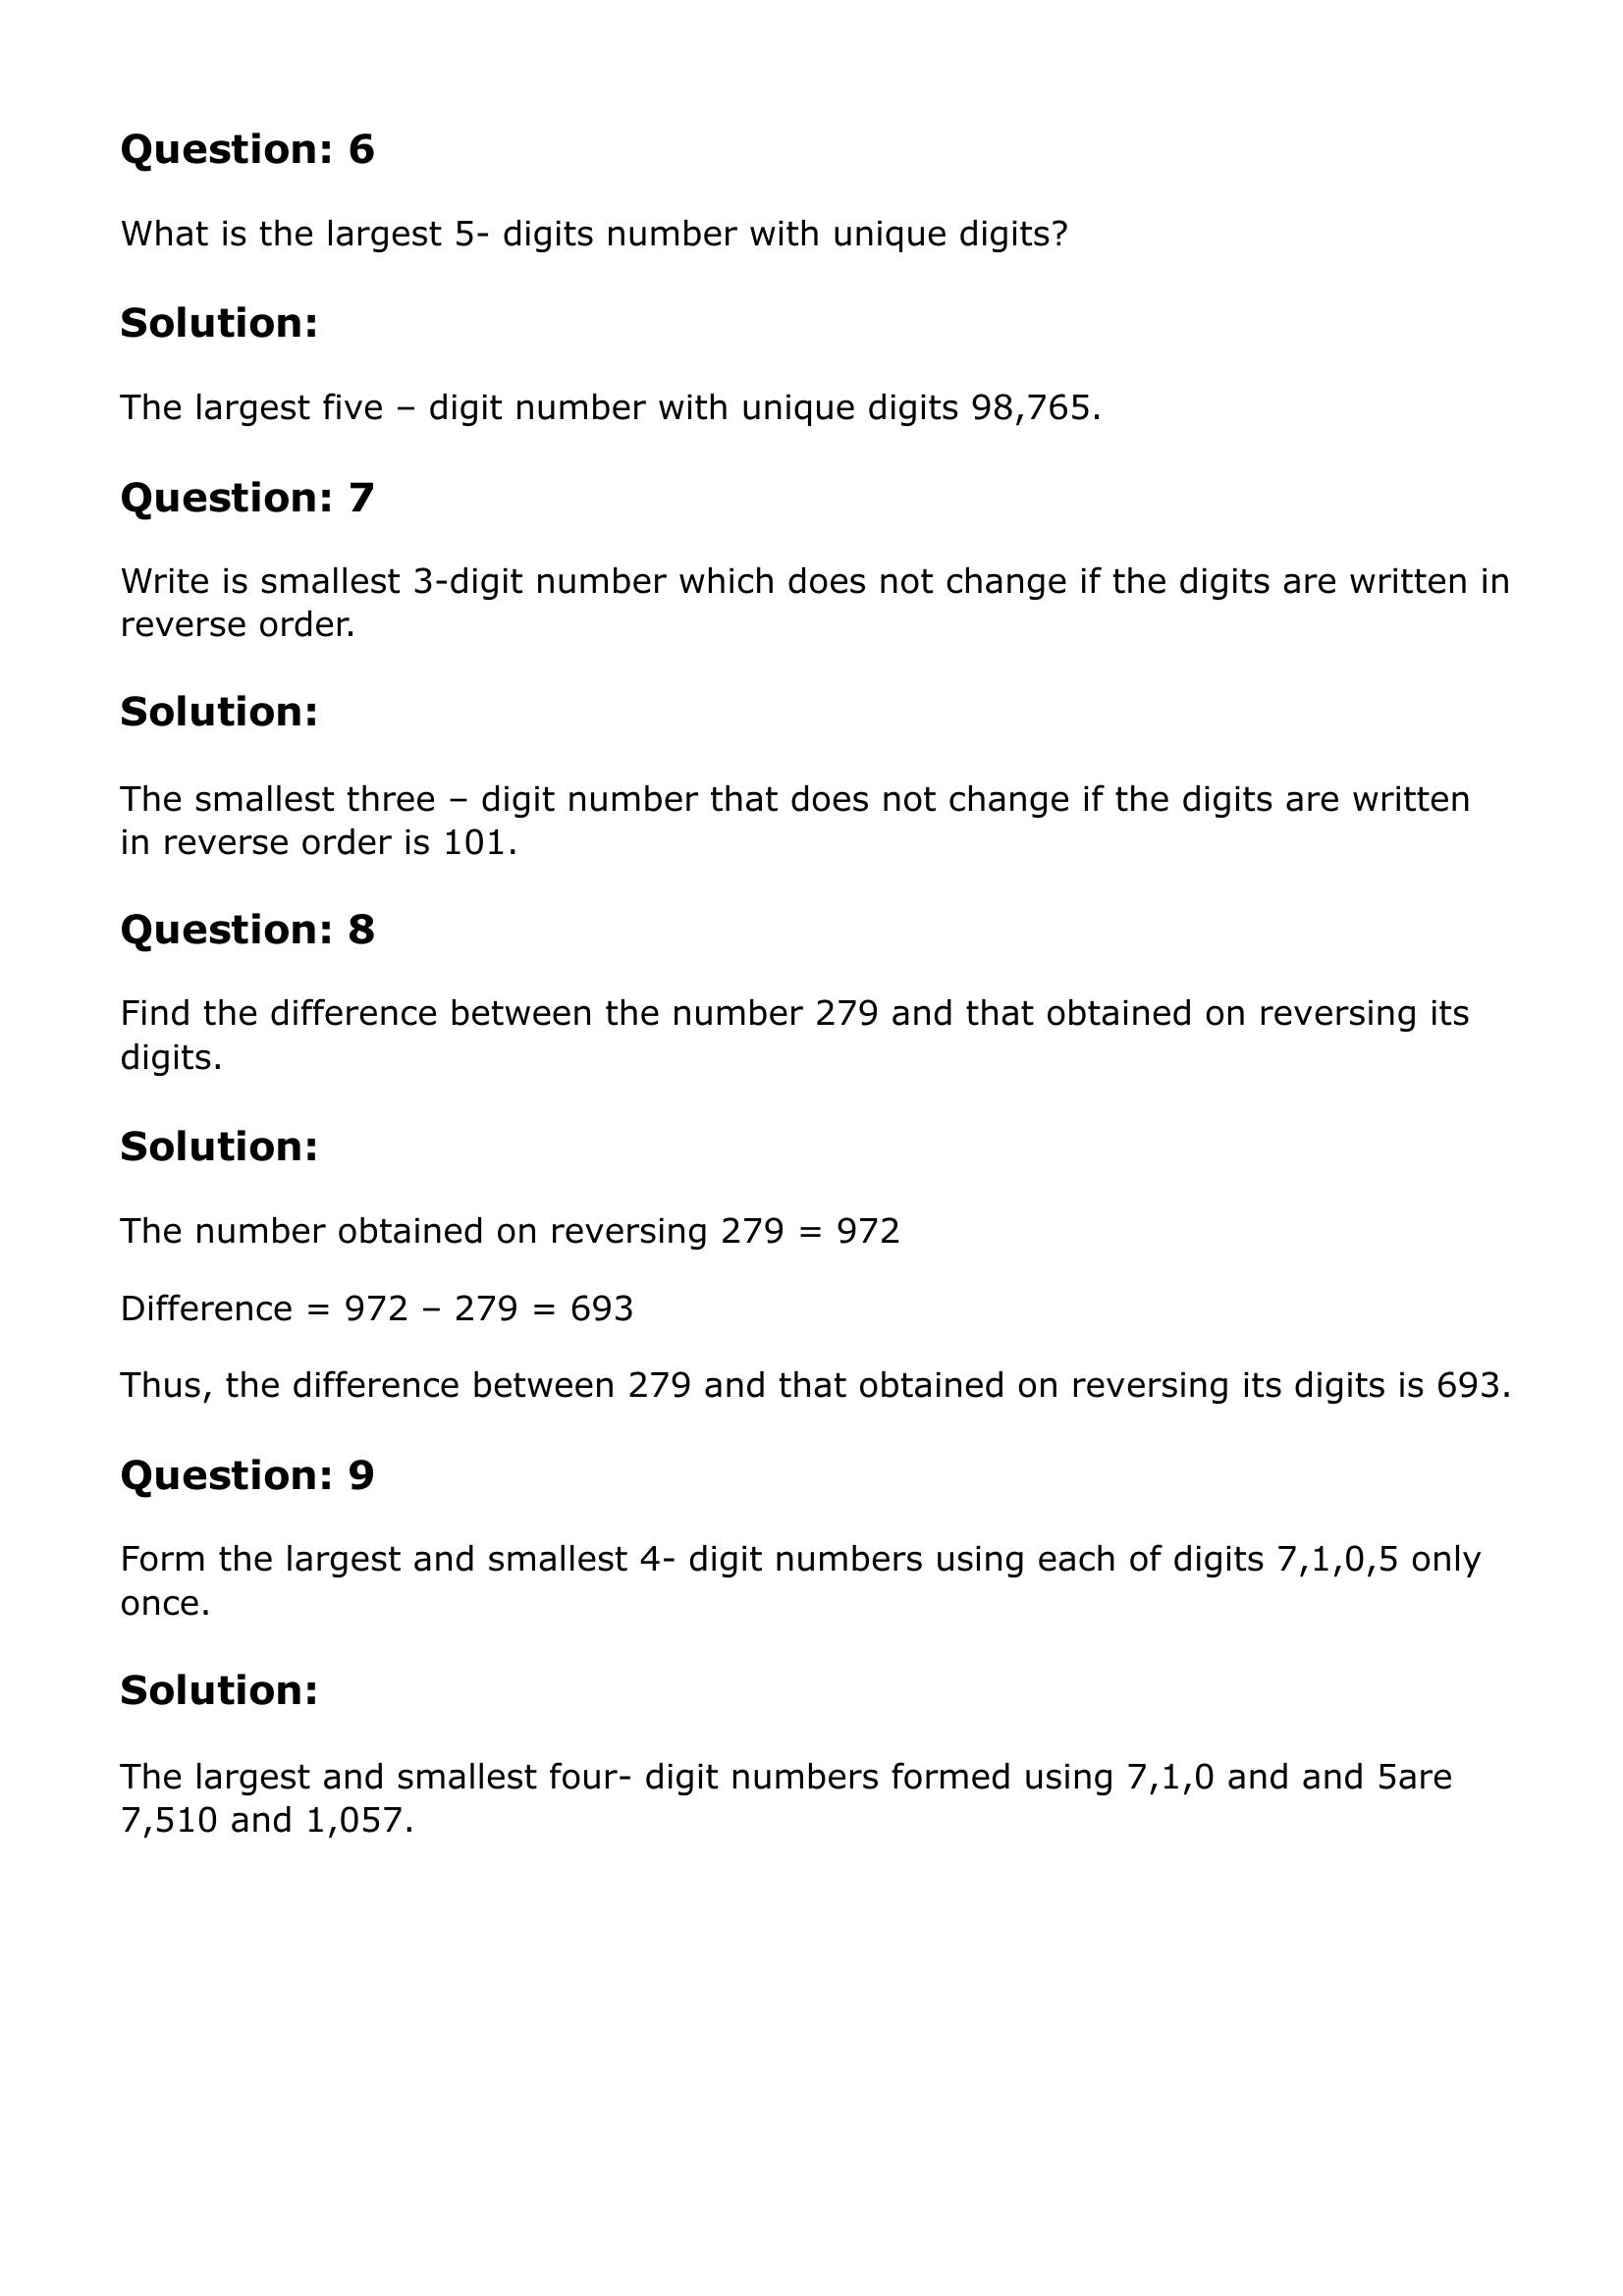 Question: 6
What is the largest 5- digits number with unique digits?
Solution:
The largest five – digit number with unique digits 98,765.
Question: 7
Write is smallest 3-digit number which does not change if the digits are written in
reverse order.
Solution:
The smallest three – digit number that does not change if the digits are written
in reverse order is 101.
Question: 8
Find the difference between the number 279 and that obtained on reversing its
digits.
Solution:
The number obtained on reversing 279 = 972
Difference = 972 – 279 = 693
Thus, the difference between 279 and that obtained on reversing its digits is 693.
Question: 9
Form the largest and smallest 4- digit numbers using each of digits 7,1,0,5 only
once.
Solution:
The largest and smallest four- digit numbers formed using 7,1,0 and and 5are
7,510 and 1,057.